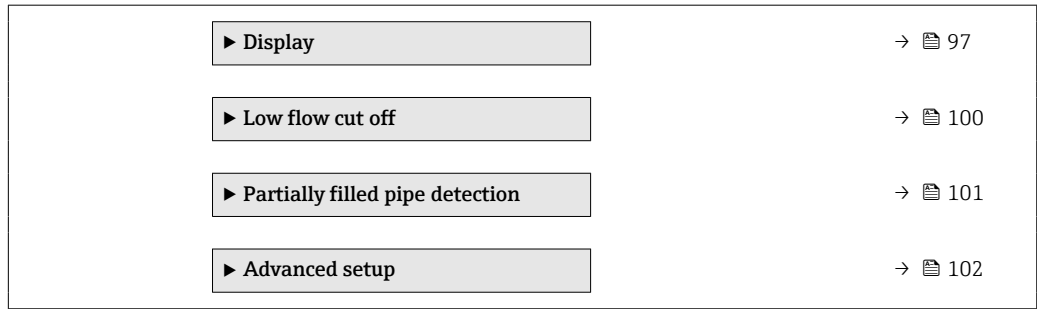 ▶ Display → 97
▶ Low flow cut off → 100
▶ Partially filled pipe detection → 101
▶ Advanced setup → 102